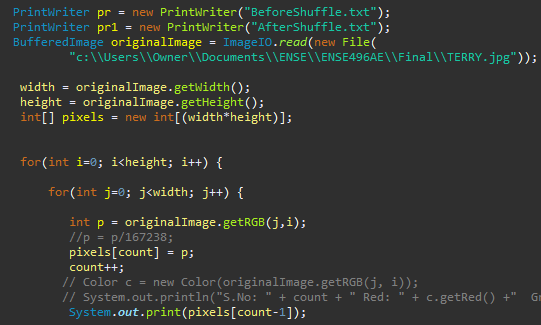 PrintWriter pr = new PrintWriter("BeforeShuffle.txt");
PrintWriter pr1 = new PrintWriter("AfterShuffle.txt");
BufferedImage originalImage = ImageIO.read(new File(
"c:\\Users\\Owner\\Documents\\ENSE\\ENSE496AE\\Final\\TERRY.jpg"));
width = originalImage.getWidth();
height = originalImage.getHeight();
int[] pixels = new int[(width*height)];
for(int i=0; i<height; i++) {
for(int j=0; j<width; j++) {
int p = originalImage.getRGB(j,i);
//p = p/167238;
pixels[count] = p;
count++;
// Color c = new Color(originalImage.getRGB(j, i));
// System.out.println("S.No: " + count + " Red: " + c.getRed() +"  G
System.out.print(pixels[count-1]);